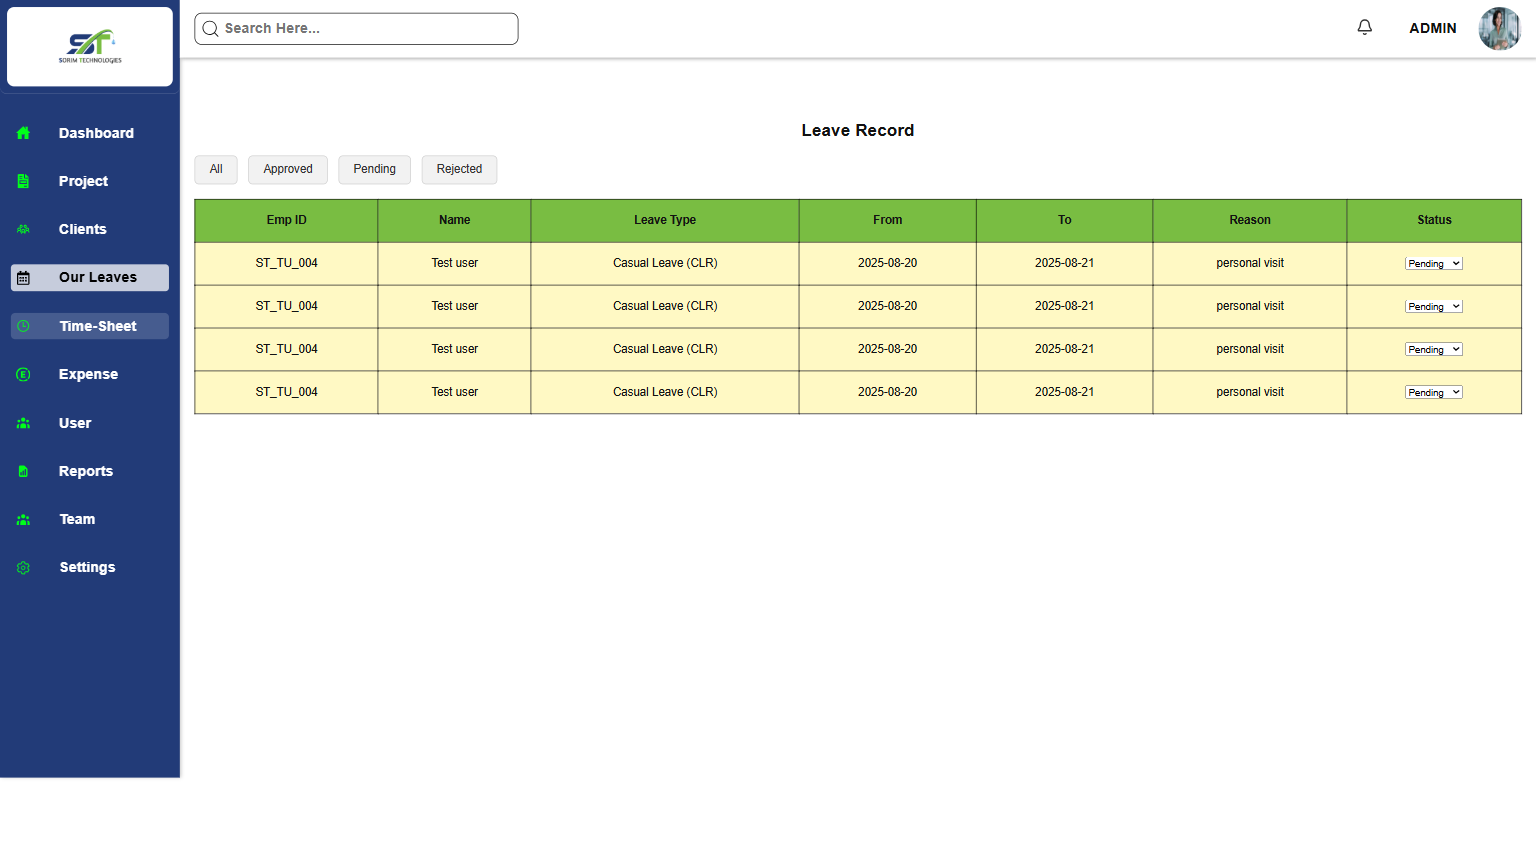 SORIM TECHNOLOGIES
Search Here...
ADMIN
Dashboard
Project
Clients
Our Leaves
Time-Sheet
Expense
User
Reports
Team
Settings
Leave Record
All Approved Pending Rejected
Emp ID Name Leave Type From To Reason Status
ST_TU_004 Test user Casual Leave (CLR) 2025-08-20 2025-08-21 personal visit Pending
ST_TU_004 Test user Casual Leave (CLR) 2025-08-20 2025-08-21 personal visit Pending
ST_TU_004 Test user Casual Leave (CLR) 2025-08-20 2025-08-21 personal visit Pending
ST_TU_004 Test user Casual Leave (CLR) 2025-08-20 2025-08-21 personal visit Pending